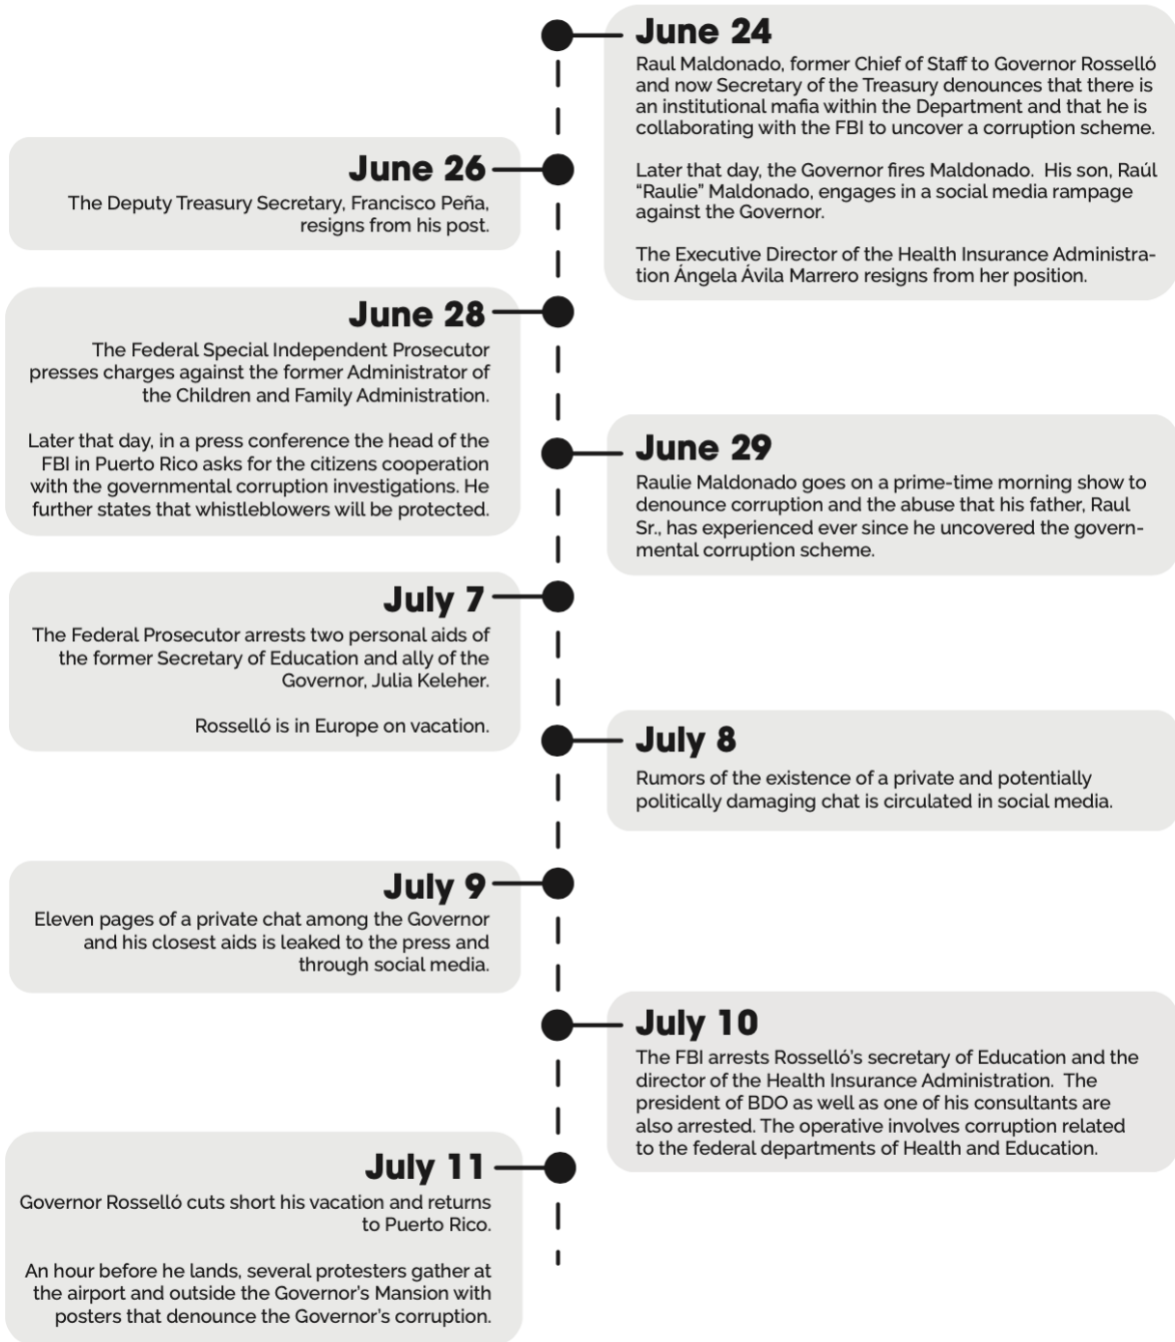 June 24
Raul Maldonado, former Chief of Staff to Governor Rosselló
and now Secretary of the Treasury denounces that there is
an institutional mafia within the Department and that he is
collaborating with the FBI to uncover a corruption scheme.
Later that day, the Governor fires Maldonado. His son, Raúl
“Raulie” Maldonado, engages in a social media rampage
against the Governor.
The Executive Director of the Health Insurance Administra-
tion Ángela Ávila Marrero resigns from her position.
June 26
The Deputy Treasury Secretary, Francisco Peña,
resigns from his post.
June 28
The Federal Special Independent Prosecutor
presses charges against the former Administrator of
the Children and Family Administration.
Later that day, in a press conference the head of the
FBI in Puerto Rico asks for the citizens cooperation
with the governmental corruption investigations. He
further states that whistleblowers will be protected.
June 29
Raulie Maldonado goes on a prime-time morning show to
denounce corruption and the abuse that his father, Raul
Sr., has experienced ever since he uncovered the govern-
mental corruption scheme.
July 7
The Federal Prosecutor arrests two personal aids of
the former Secretary of Education and ally of the
Governor, Julia Keleher.
Rosselló is in Europe on vacation.
July 8
Rumors of the existence of a private and potentially
politically damaging chat is circulated in social media.
July 9
Eleven pages of a private chat among the Governor
and his closest aids is leaked to the press and
through social media.
July 10
The FBI arrests Rosselló’s secretary of Education and the
director of the Health Insurance Administration. The
president of BDO as well as one of his consultants are
also arrested. The operative involves corruption related
to the federal departments of Health and Education.
July 11
Governor Rosselló cuts short his vacation and returns
to Puerto Rico.
An hour before he lands, several protesters gather at
the airport and outside the Governor’s Mansion with
posters that denounce the Governor’s corruption.